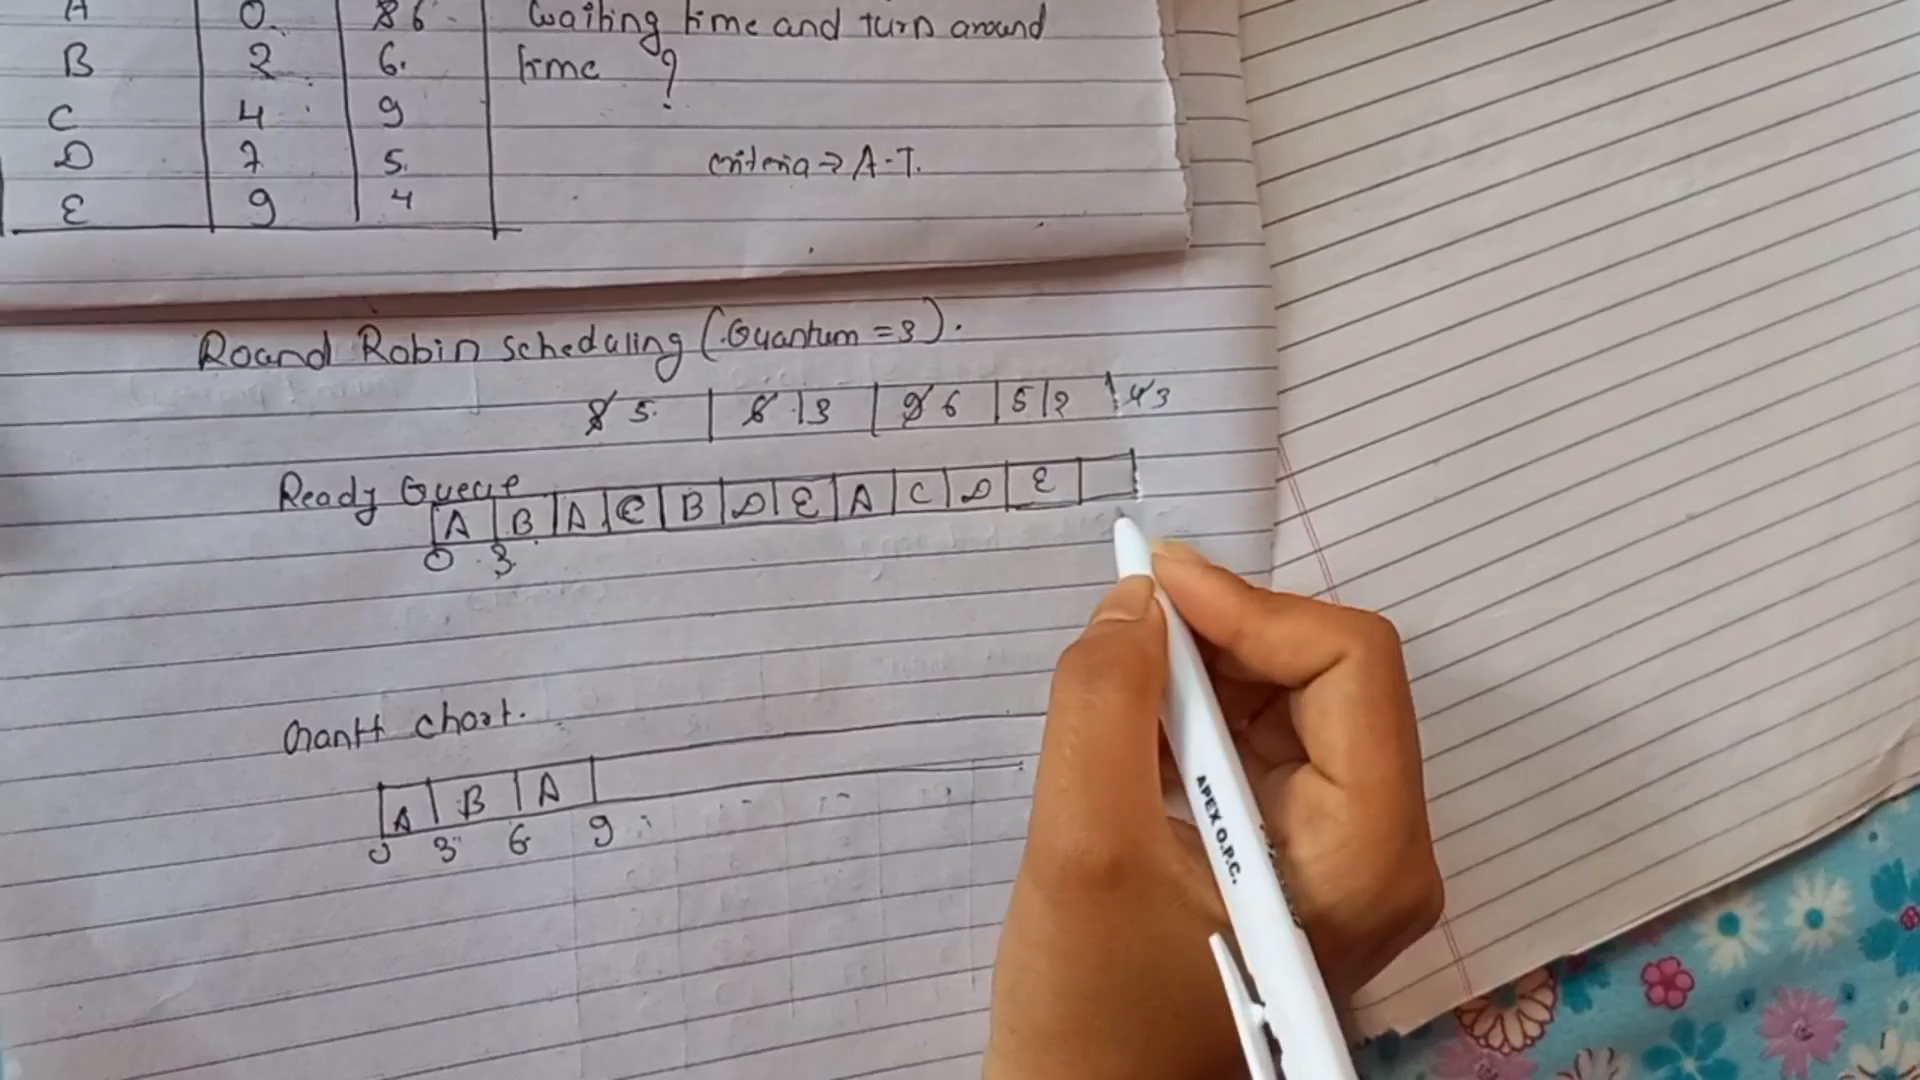 A 0. 8 6 Waiting time and turn around
B 2 6. time ?
C 4 9
D 7 5. criteria → A.T.
E 9 4
Round Robin scheduling (Quantum = 3).
8 5. 6 3 9 6 5 2 4 3
Ready Queue
A B A C B D E A C D E
0 3
Gantt chart.
A B A
0 3 6 9
APEX O.P.C.